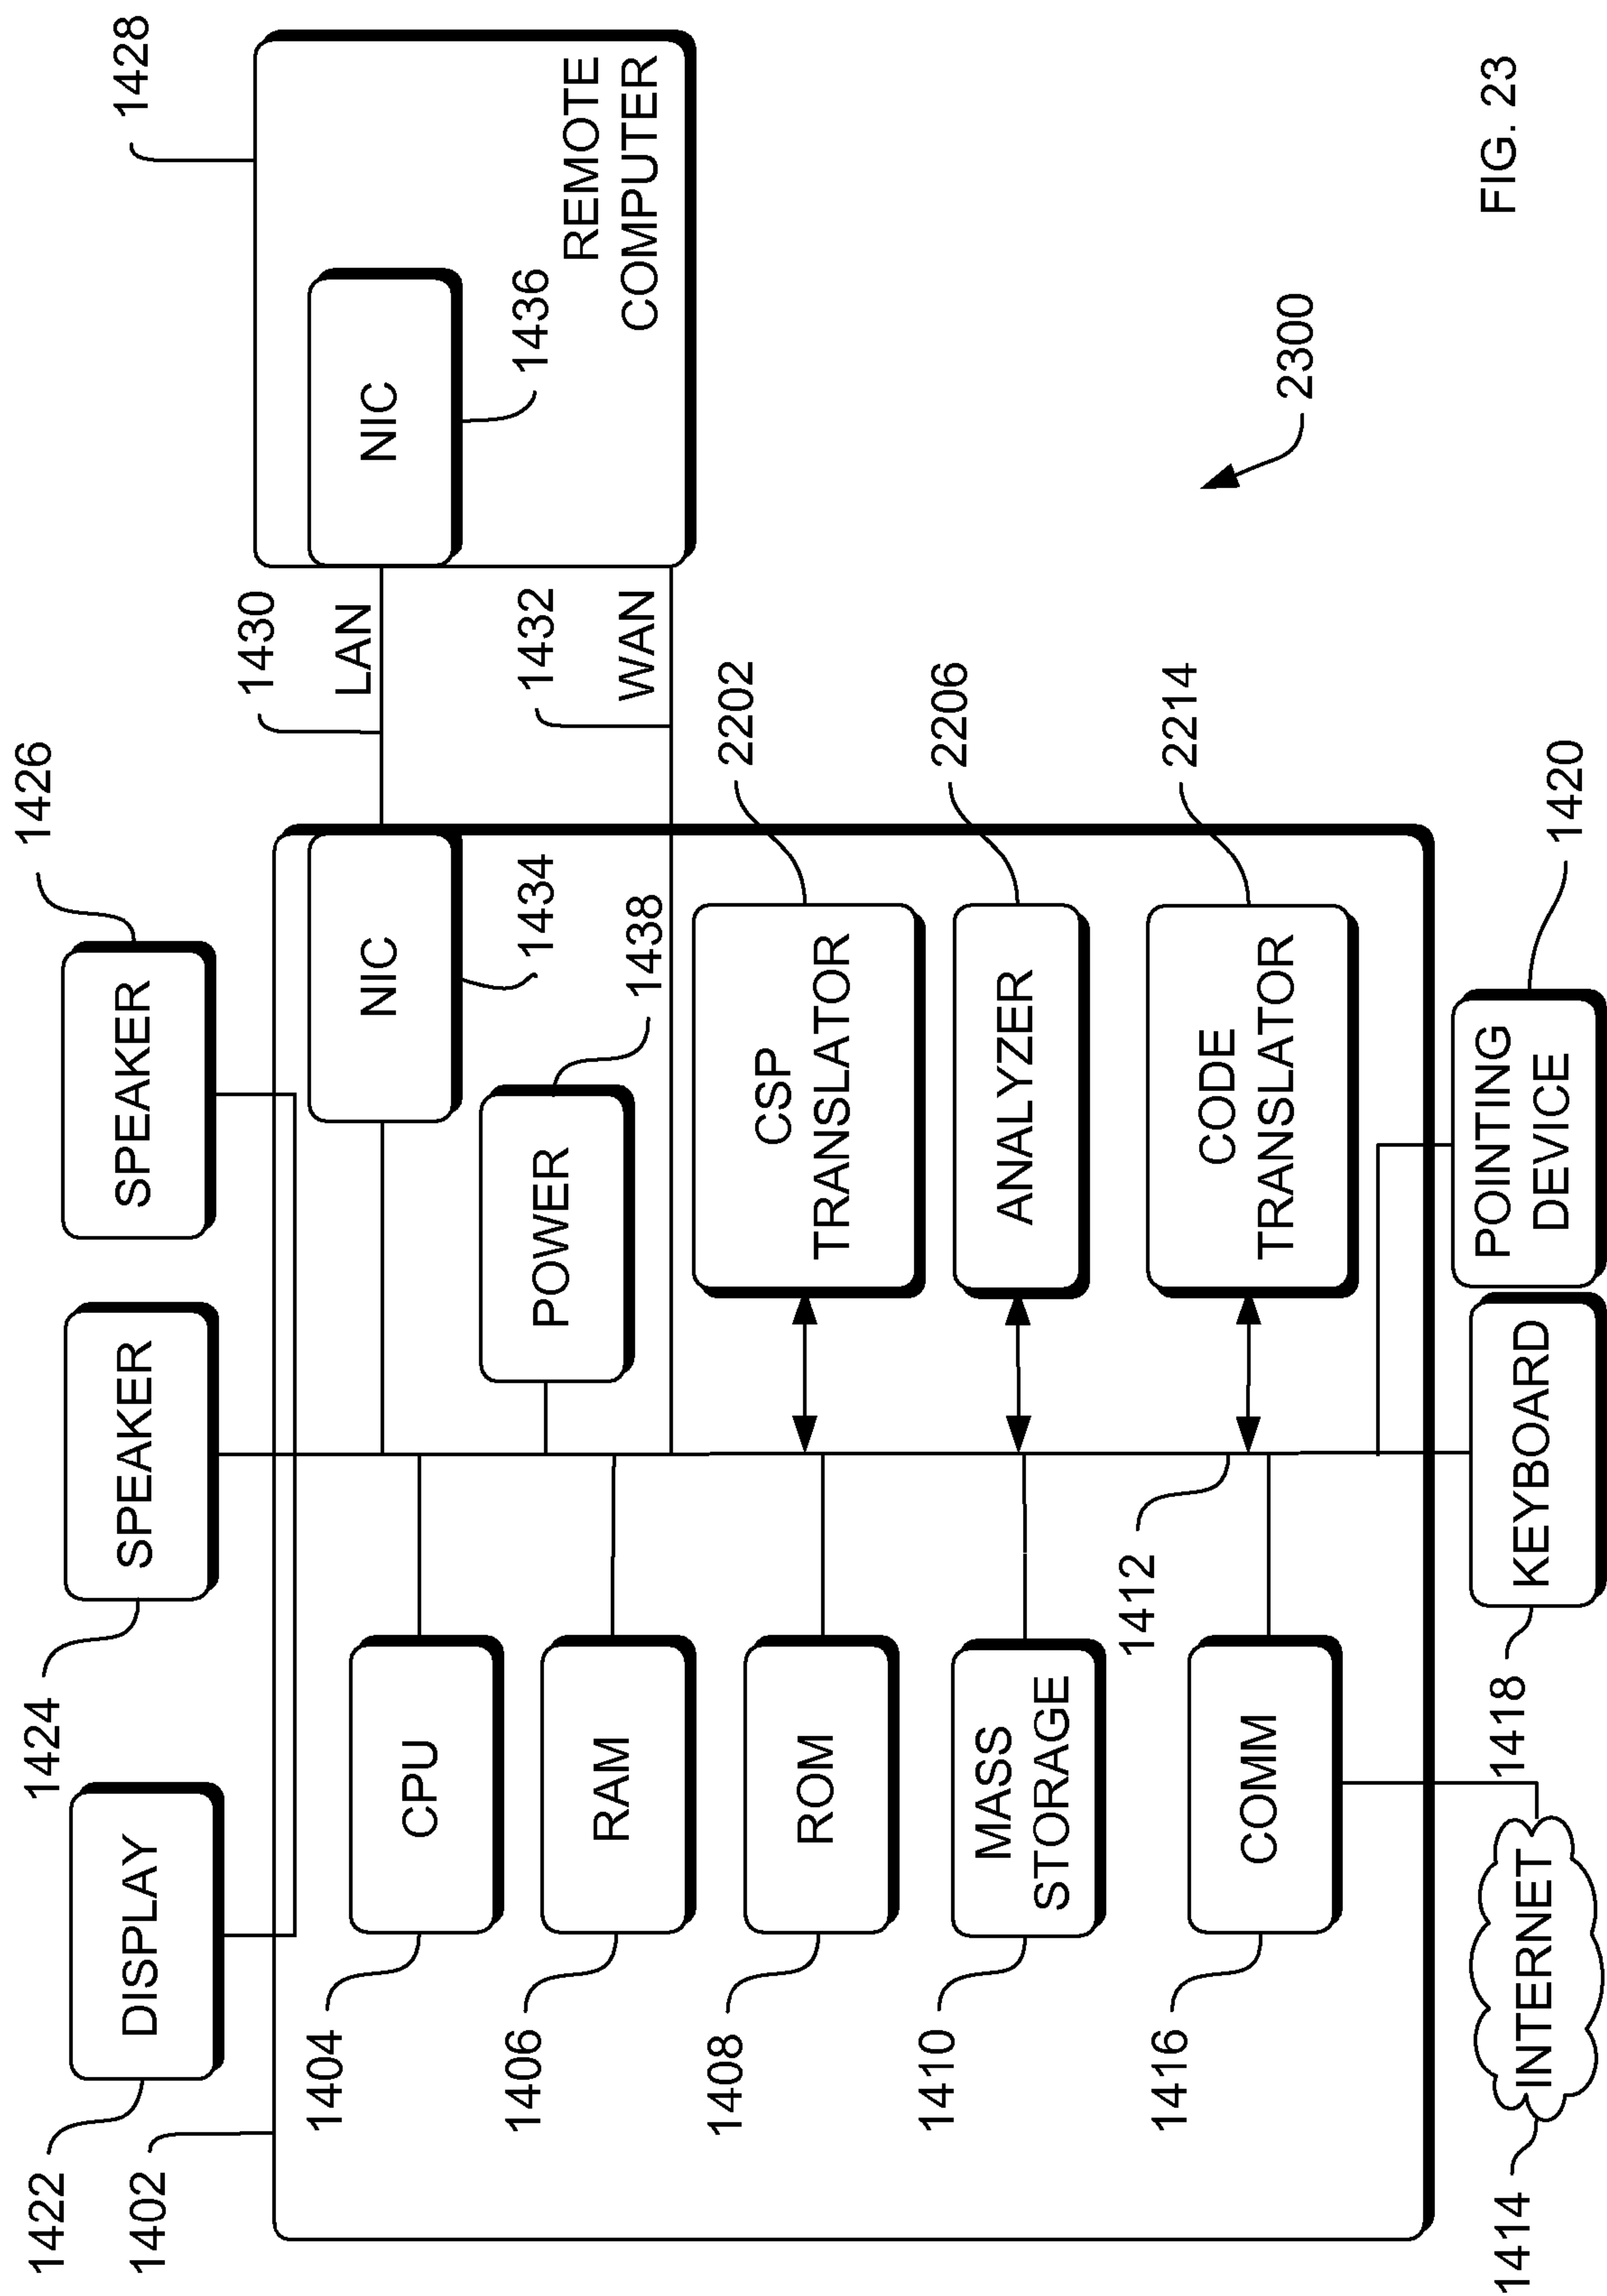 1422
DISPLAY
1424
SPEAKER
SPEAKER
1426
1402
1428
1430
LAN
NIC
NIC
1434
1436
REMOTE
COMPUTER
1432
WAN
1404
CPU
POWER
1438
1406
RAM
1408
ROM
CSP
TRANSLATOR
2202
1410
MASS
STORAGE
ANALYZER
2206
1412
1416
COMM
CODE
TRANSLATOR
2214
2300
1414
INTERNET
1418
KEYBOARD
POINTING
DEVICE
1420
FIG. 23